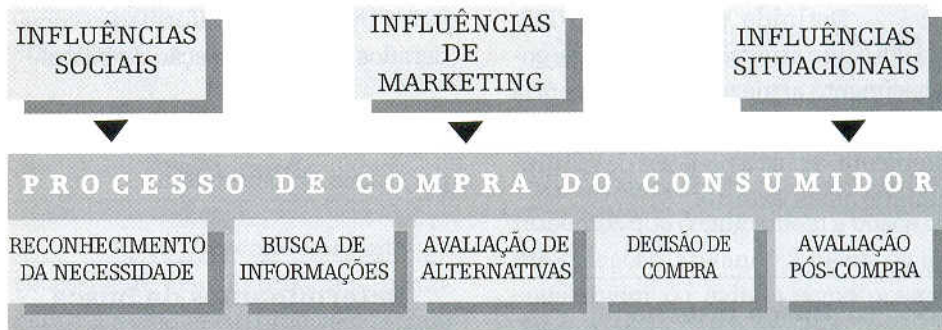 INFLUÊNCIAS
SOCIAIS
INFLUÊNCIAS
DE
MARKETING
INFLUÊNCIAS
SITUACIONAIS
PROCESSO DE COMPRA DO CONSUMIDOR
RECONHECIMENTO
DA NECESSIDADE
BUSCA DE
INFORMAÇÕES
AVALIAÇÃO DE
ALTERNATIVAS
DECISÃO DE
COMPRA
AVALIAÇÃO
PÓS-COMPRA